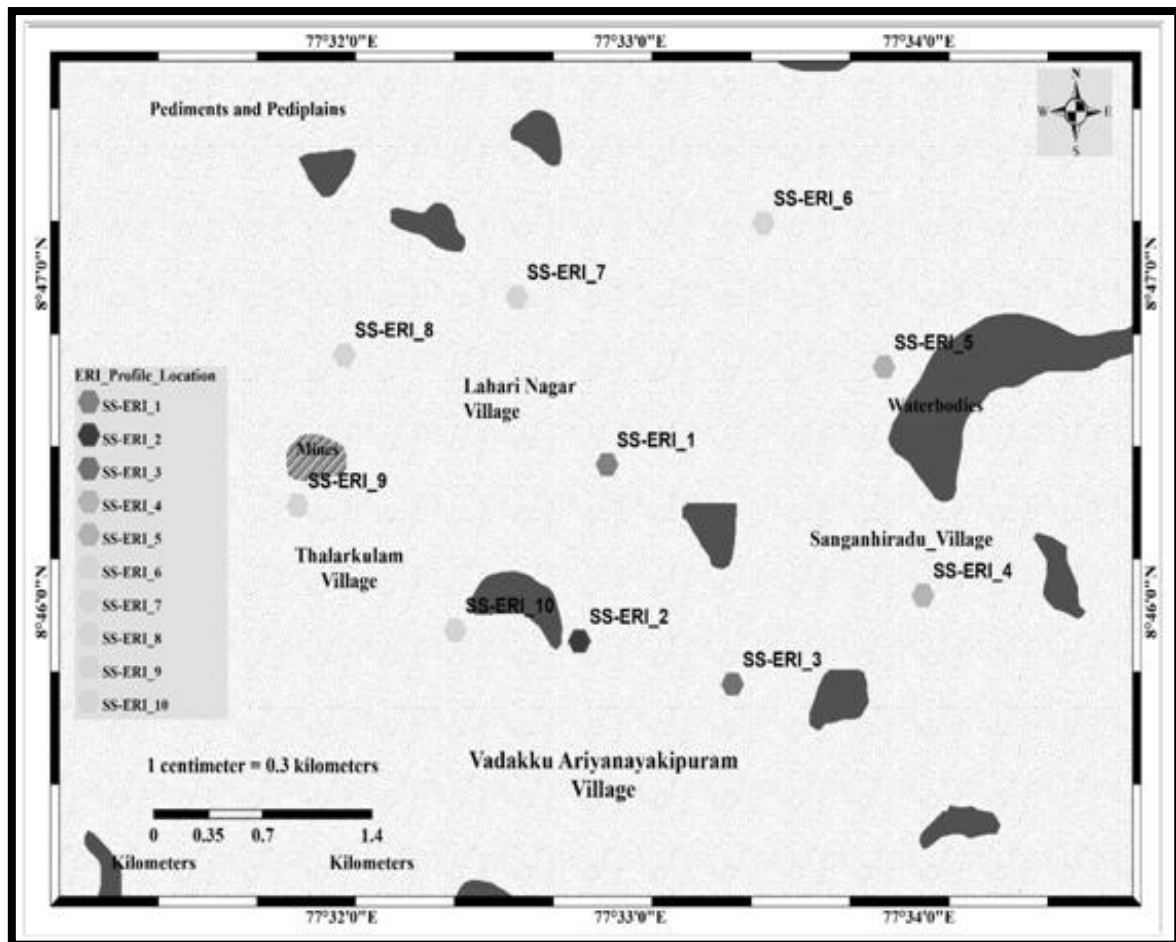 77°32'0"E 77°33'0"E 77°34'0"E
Pediments and Pediplains
N
W E
S
SS-ERI_6
8°47'0"N
8°47'0"N
SS-ERI_7
SS-ERI_8
SS-ERI_5
ERI_Profile_Location
SS-ERI_1
SS-ERI_2
SS-ERI_3
SS-ERI_4
SS-ERI_5
SS-ERI_6
SS-ERI_7
SS-ERI_8
SS-ERI_9
SS-ERI_10
Lahari Nagar
Village
Waterbodies
SS-ERI_1
Mines
SS-ERI_9
Thalarkulam
Village
Sanganhiradu_Village
SS-ERI_4
8°46'0"N
8°46'0"N
SS-ERI_10
SS-ERI_2
SS-ERI_3
Vadakku Ariyanayakipuram
Village
1 centimeter = 0.3 kilometers
0 0.35 0.7 1.4
Kilometers Kilometers
77°32'0"E 77°33'0"E 77°34'0"E